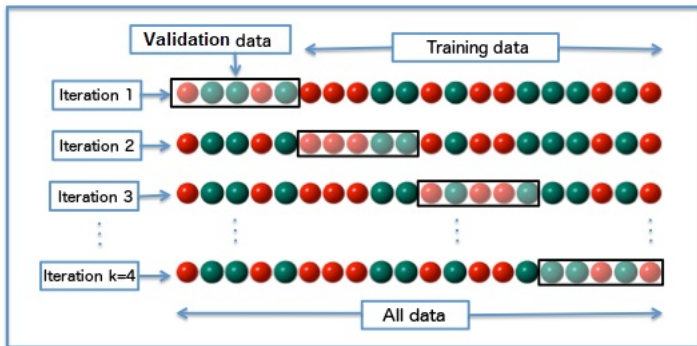 Validation data
Training data
Iteration 1
Iteration 2
Iteration 3
Iteration k=4
All data